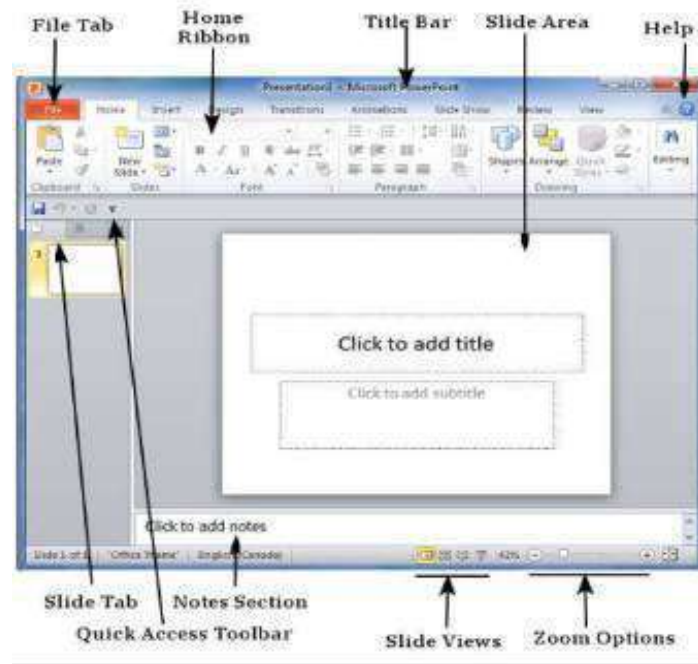 File Tab
Home
Ribbon
Title Bar
Slide Area
Help
Presentation1 - Microsoft PowerPoint
File Home Insert Design Transitions Animations Slide Show Review View
Paste
New
Slide
Shapes Arrange Quick
Styles
Editing
Clipboard Slides Font Paragraph Drawing
Click to add title
Click to add subtitle
Click to add notes
Slide 1 of 1 "Office Theme" English (Canada) 42%
Slide Tab
Notes Section
Quick Access Toolbar
Slide Views
Zoom Options